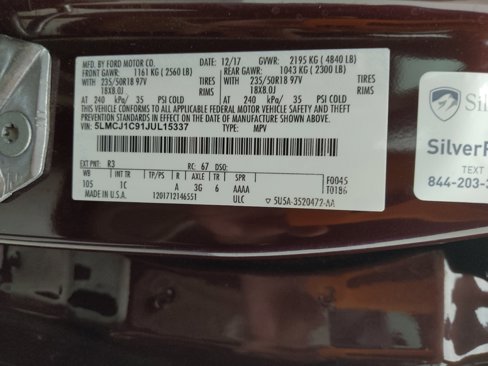 MFD. BY FORD MOTOR CO. DATE: 12/17 GVWR: 2195 KG ( 4840 LB)
FRONT GAWR: 1161 KG ( 2560 LB) REAR GAWR: 1043 KG ( 2300 LB)
235/50R18 97V TIRES 235/50R18 97V TIRES
18X8.0J RIMS 18X8.0J RIMS
AT 240 kPa/ 35 PSI COLD AT 240 kPa/ 35 PSI COLD
THIS VEHICLE CONFORMS TO ALL APPLICABLE FEDERAL MOTOR VEHICLE SAFETY AND THEFT
PREVENTION STANDARDS IN EFFECT ON THE DATE OF MANUFACTURE SHOWN ABOVE.
VIN: 5LMCJ1C91JUL15337 TYPE: MPV
EXT PNT: R3 RC: 67 DSO:
WB INT TR TP/PS R AXLE TR SPR
105 1C A 3G 6 AAAA F0045
T0186
MADE IN U.S.A. 1201712146551 ULC 5U5A-3520472-AA
SilverR
TEXT
844-203-